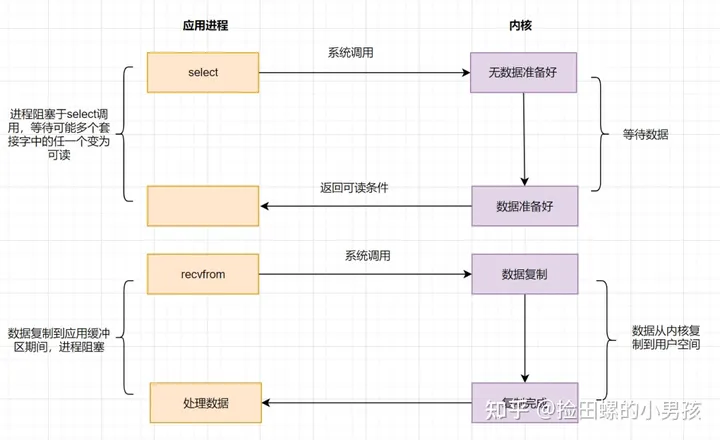 应用进程
内核
select
系统调用
无数据准备好
进程阻塞于select调
用，等待可能多个套
接字中的任一个变为
可读
等待数据
返回可读条件
数据准备好
recvfrom
系统调用
数据复制
数据复制到应用缓冲
区期间，进程阻塞
数据从内核复
制到用户空间
处理数据
复制完成
知乎 @捡田螺的小男孩